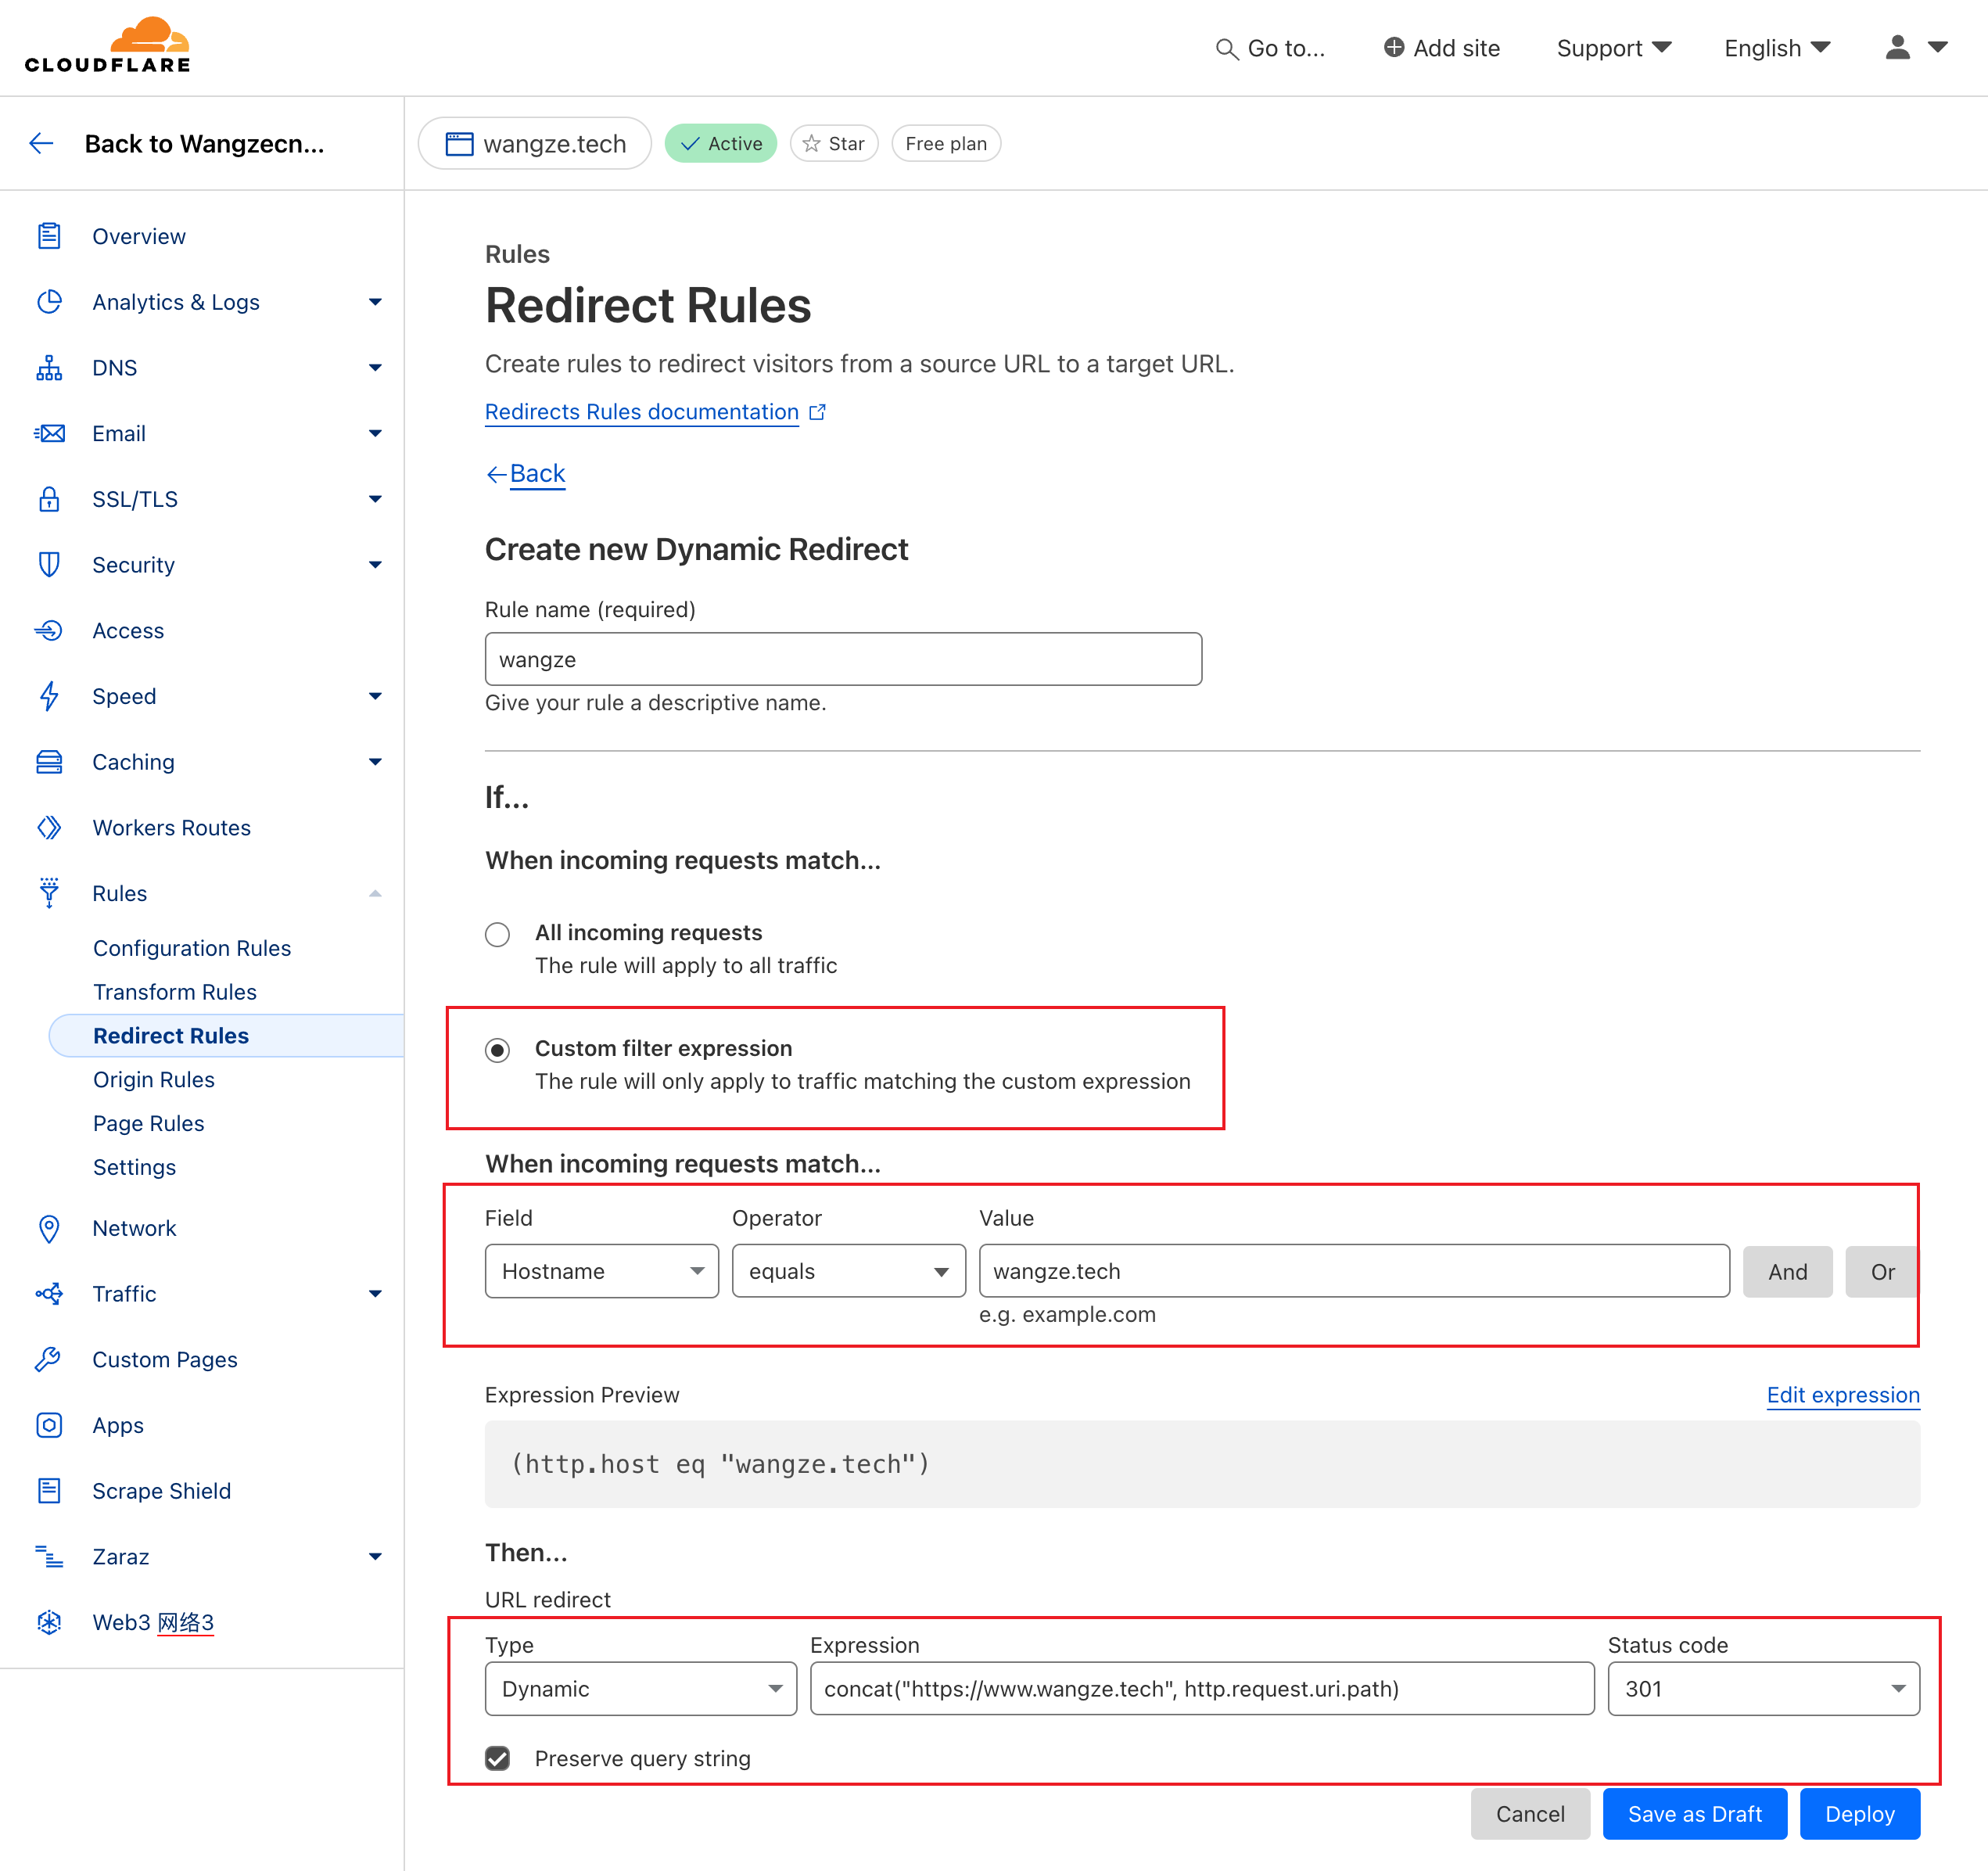 CLOUDFLARE
Go to...
Add site
Support
English
Back to Wangzecn...
wangze.tech
Active
Star
Free plan
Overview
Analytics & Logs
DNS
Email
SSL/TLS
Security
Access
Speed
Caching
Workers Routes
Rules
Configuration Rules
Transform Rules
Redirect Rules
Origin Rules
Page Rules
Settings
Network
Traffic
Custom Pages
Apps
Scrape Shield
Zaraz
Web3 网络3
Rules
Redirect Rules
Create rules to redirect visitors from a source URL to a target URL.
Redirects Rules documentation
Back
Create new Dynamic Redirect
Rule name (required)
wangze
Give your rule a descriptive name.
If...
When incoming requests match...
All incoming requests
The rule will apply to all traffic
Custom filter expression
The rule will only apply to traffic matching the custom expression
When incoming requests match...
Field Operator Value
Hostname equals wangze.tech And Or
e.g. example.com
Expression Preview Edit expression
(http.host eq "wangze.tech")
Then...
URL redirect
Type Expression Status code
Dynamic concat("https://www.wangze.tech", http.request.uri.path) 301
Preserve query string
Cancel Save as Draft Deploy